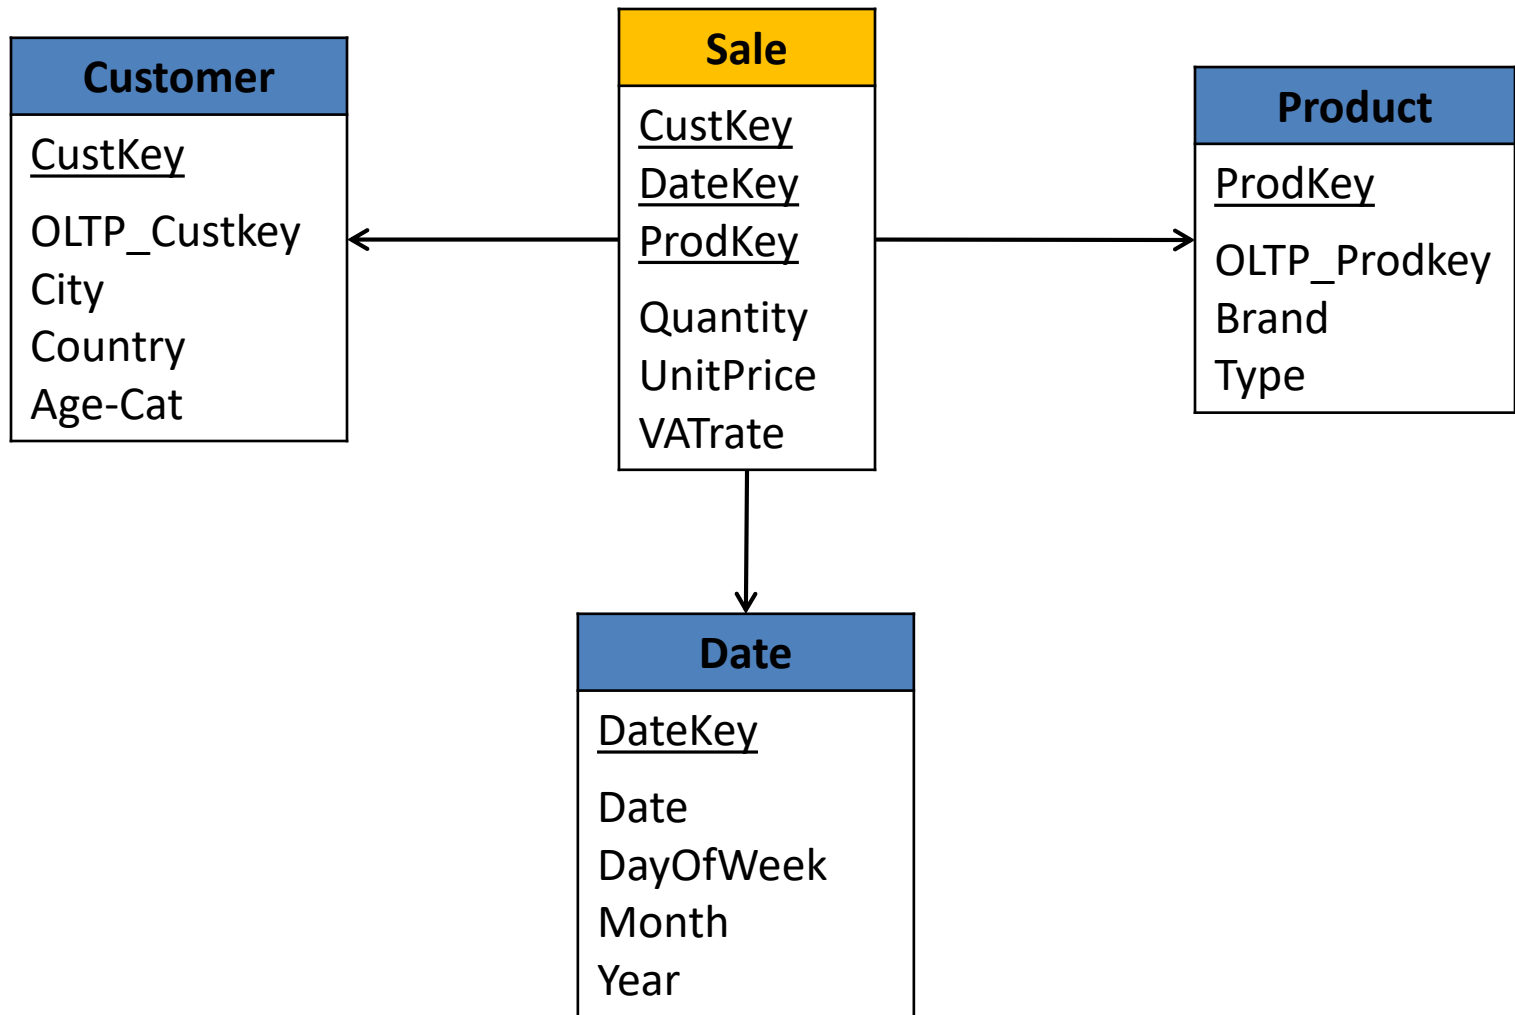 Customer
CustKey
OLTP_Custkey
City
Country
Age-Cat
Sale
CustKey
DateKey
ProdKey
Quantity
UnitPrice
VATrate
Product
ProdKey
OLTP_Prodkey
Brand
Type
Date
DateKey
Date
DayOfWeek
Month
Year